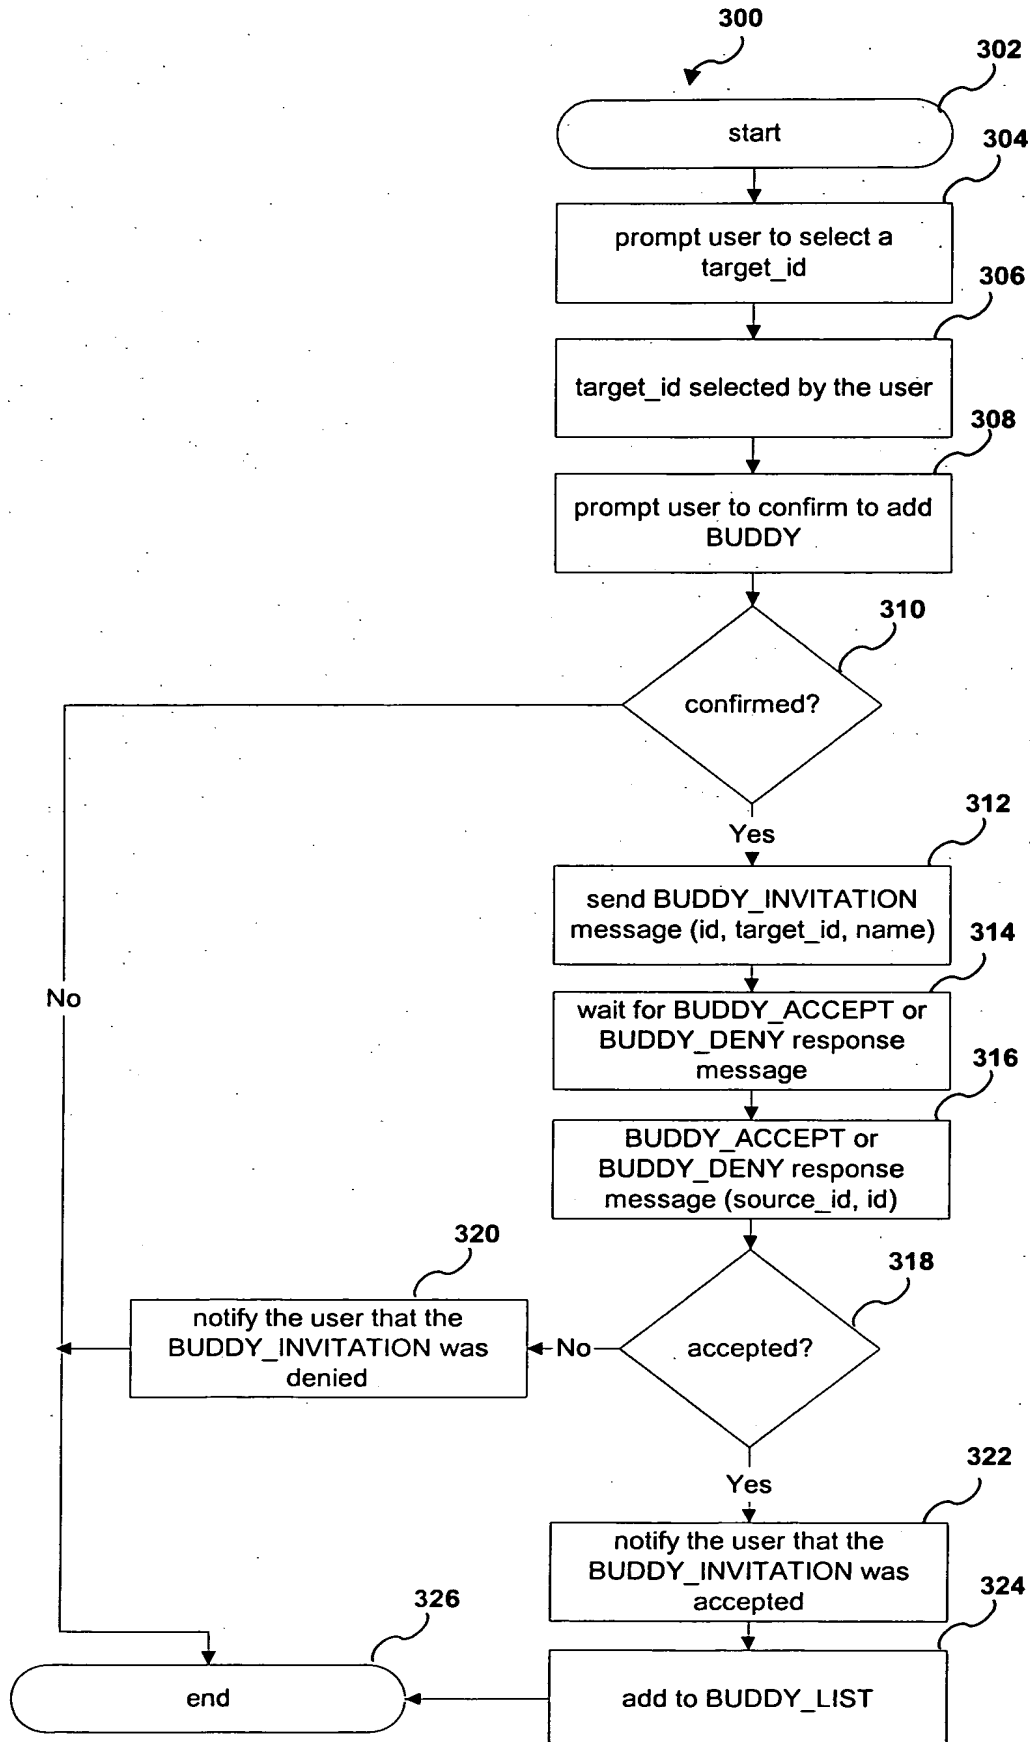 300
302
start
304
prompt user to select a
target_id
306
target_id selected by the user
308
prompt user to confirm to add
BUDDY
310
confirmed?
Yes
312
send BUDDY_INVITATION
message (id, target_id, name)
314
No
wait for BUDDY_ACCEPT or
BUDDY_DENY response
message
316
BUDDY_ACCEPT or
BUDDY_DENY response
message (source_id, id)
320
318
notify the user that the
BUDDY_INVITATION was
denied
No
accepted?
Yes
322
notify the user that the
BUDDY_INVITATION was
accepted
324
326
end
add to BUDDY_LIST